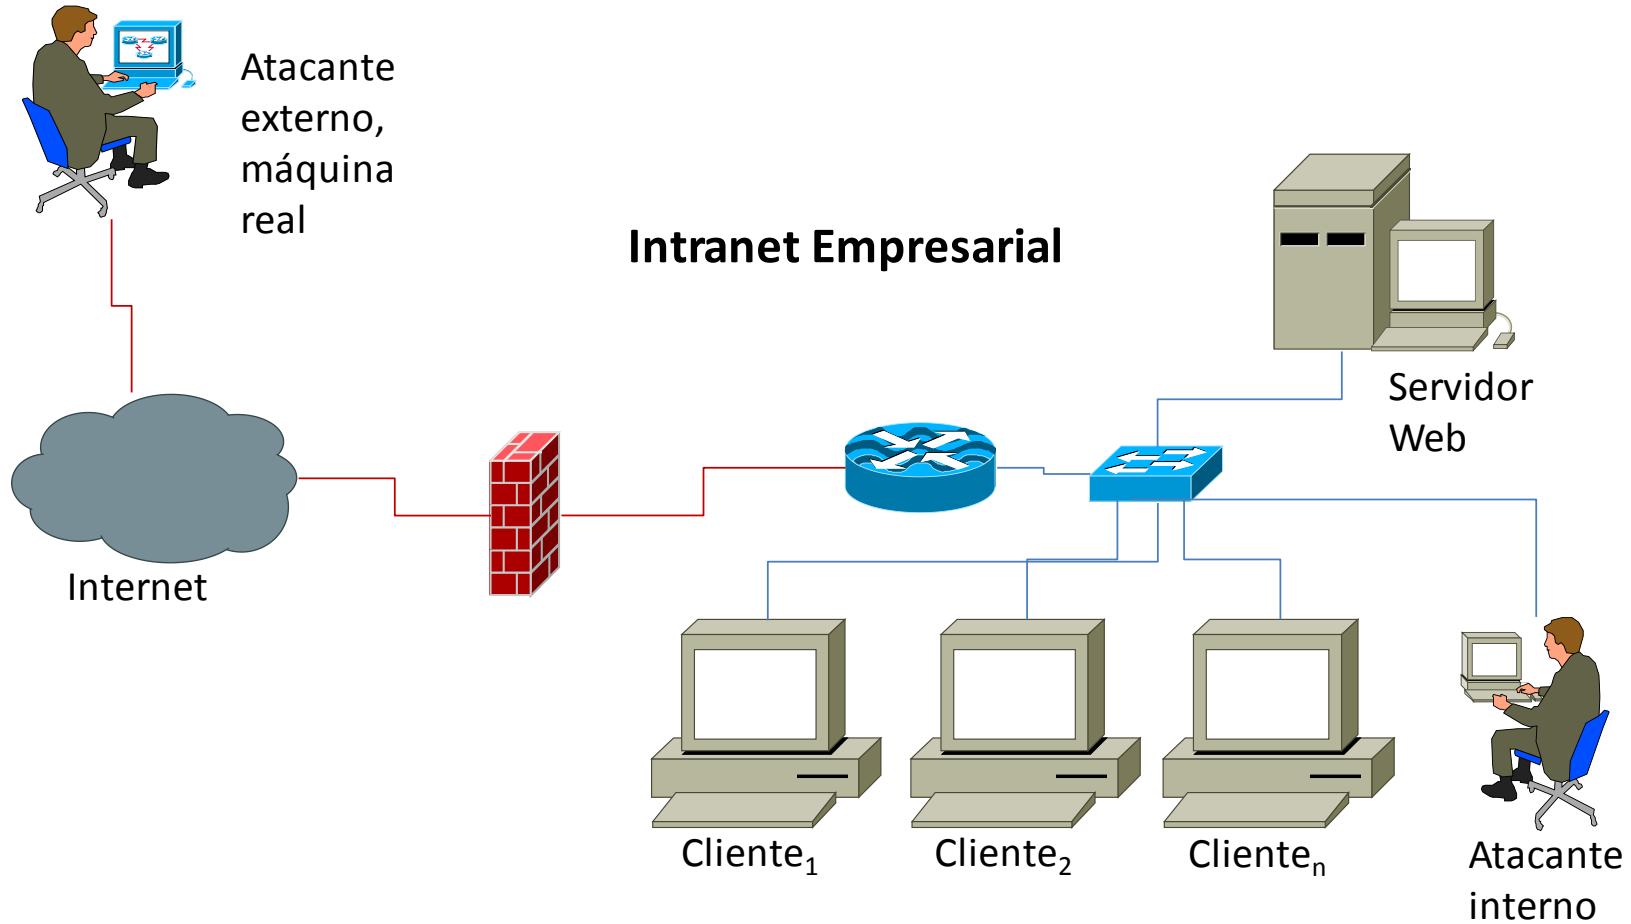 Atacante
externo,
máquina
real
Intranet Empresarial
Servidor
Web
Internet
Cliente₁
Cliente₂
Clienteₙ
Atacante
interno